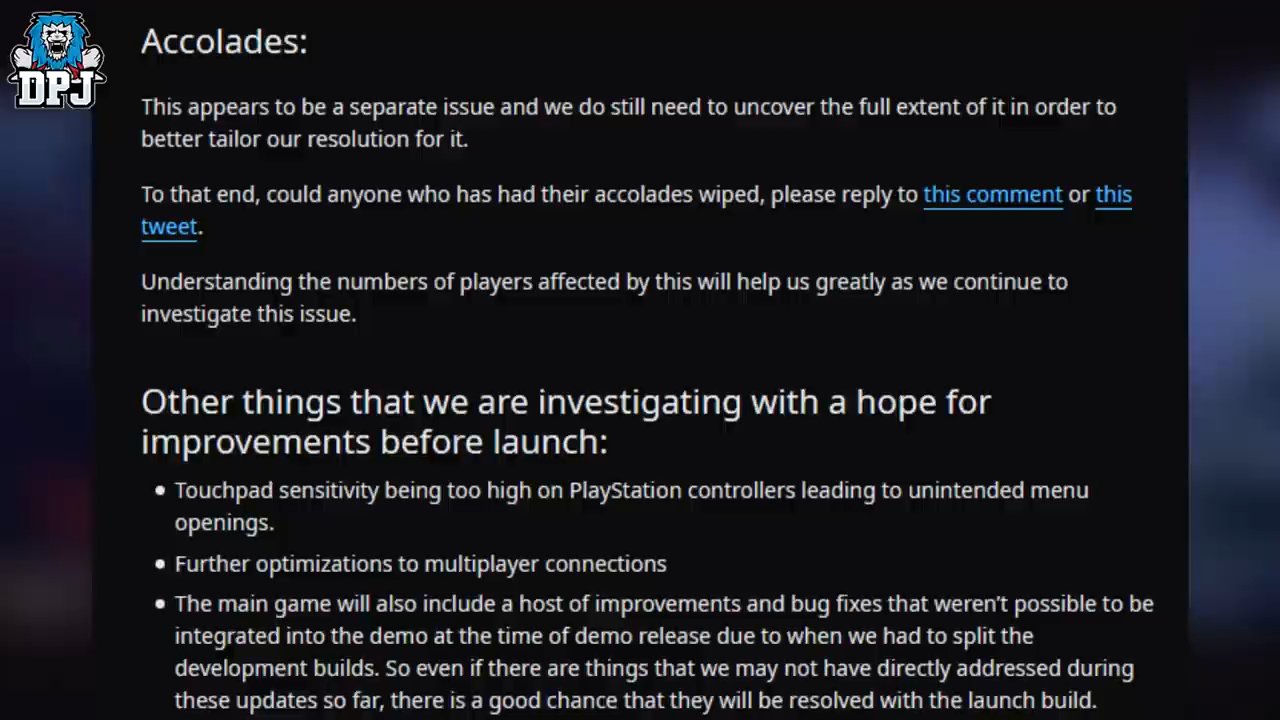 DPJ
Accolades:
This appears to be a separate issue and we do still need to uncover the full extent of it in order to
better tailor our resolution for it.
To that end, could anyone who has had their accolades wiped, please reply to this comment or this
tweet.
Understanding the numbers of players affected by this will help us greatly as we continue to
investigate this issue.
Other things that we are investigating with a hope for
improvements before launch:
• Touchpad sensitivity being too high on PlayStation controllers leading to unintended menu
openings.
• Further optimizations to multiplayer connections
• The main game will also include a host of improvements and bug fixes that weren't possible to be
integrated into the demo at the time of demo release due to when we had to split the
development builds. So even if there are things that we may not have directly addressed during
these updates so far, there is a good chance that they will be resolved with the launch build.